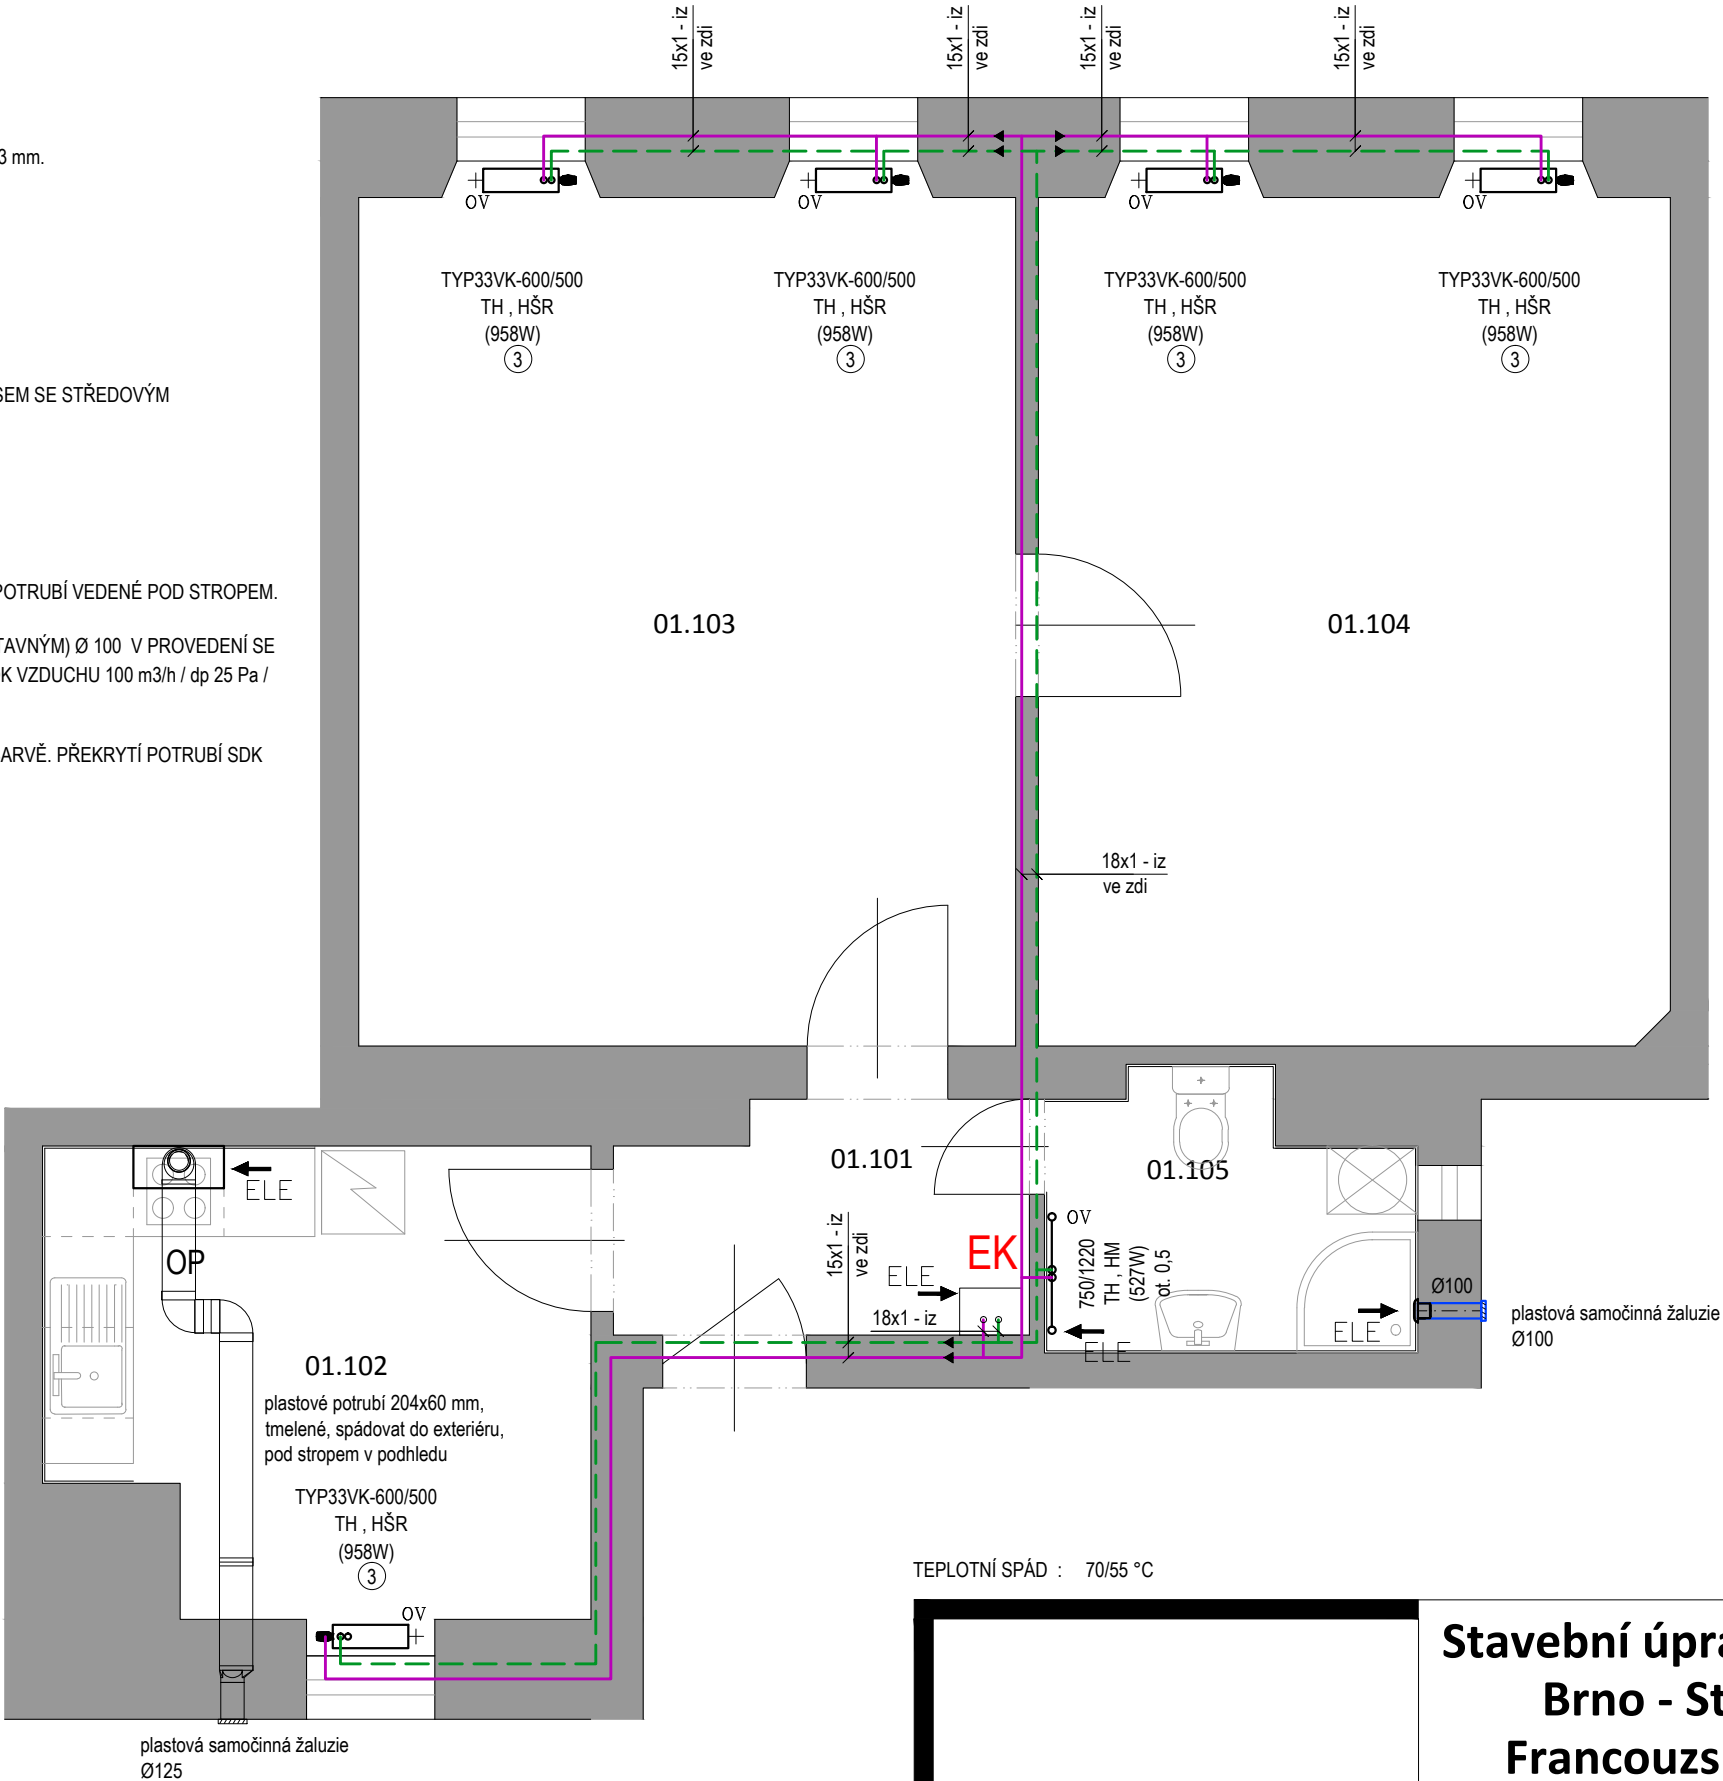 15x1 - iz
ve zdi
15x1 - iz
ve zdi
15x1 - iz
ve zdi
15x1 - iz
ve zdi
3 mm.
OV
OV
OV
OV
TYP33VK-600/500
TH , HŠR
(958W)
3
TYP33VK-600/500
TH , HŠR
(958W)
3
TYP33VK-600/500
TH , HŠR
(958W)
3
TYP33VK-600/500
TH , HŠR
(958W)
3
SEM SE STŘEDOVÝM
POTRUBÍ VEDENÉ POD STROPEM.
TAVNÝM) Ø 100 V PROVEDENÍ SE
OK VZDUCHU 100 m3/h / dp 25 Pa /
ARVĚ. PŘEKRYTÍ POTRUBÍ SDK
01.103
01.104
18x1 - iz
ve zdi
01.101
01.105
ELE
OP
15x1 - iz
ve zdi
EK
ELE
18x1 - iz
OV
750/1220
TH , HM
(527W)
ot. 0,5
ELE
ELE
Ø100
plastová samočinná žaluzie
Ø100
01.102
plastové potrubí 204x60 mm,
tmelené, spádovat do exteriéru,
pod stropem v podhledu
TYP33VK-600/500
TH , HŠR
(958W)
3
OV
plastová samočinná žaluzie
Ø125
TEPLOTNÍ SPÁD : 70/55 °C
Stavební úpra
Brno - St
Francouzs